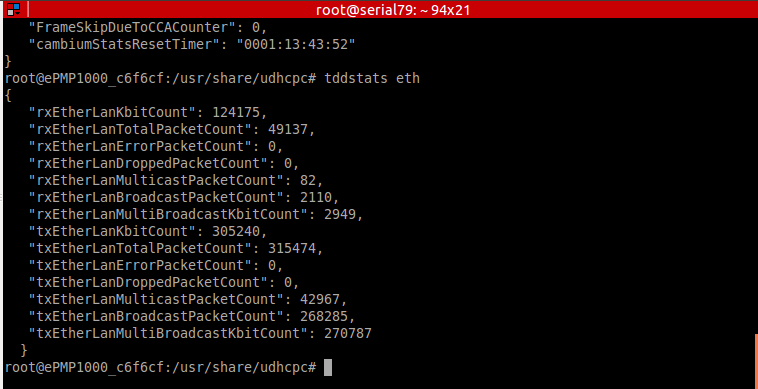 root@serial79: ~ 94x21
"FrameSkipDueToCCACounter": 0,
"cambiumStatsResetTimer": "0001:13:43:52"
}
root@ePMP1000_c6f6cf:/usr/share/udhcpc# tddstats eth
{
"rxEtherLanKbitCount": 124175,
"rxEtherLanTotalPacketCount": 49137,
"rxEtherLanErrorPacketCount": 0,
"rxEtherLanDroppedPacketCount": 0,
"rxEtherLanMulticastPacketCount": 82,
"rxEtherLanBroadcastPacketCount": 2110,
"rxEtherLanMultiBroadcastKbitCount": 2949,
"txEtherLanKbitCount": 305240,
"txEtherLanTotalPacketCount": 315474,
"txEtherLanErrorPacketCount": 0,
"txEtherLanDroppedPacketCount": 0,
"txEtherLanMulticastPacketCount": 42967,
"txEtherLanBroadcastPacketCount": 268285,
"txEtherLanMultiBroadcastKbitCount": 270787
}
root@ePMP1000_c6f6cf:/usr/share/udhcpc#